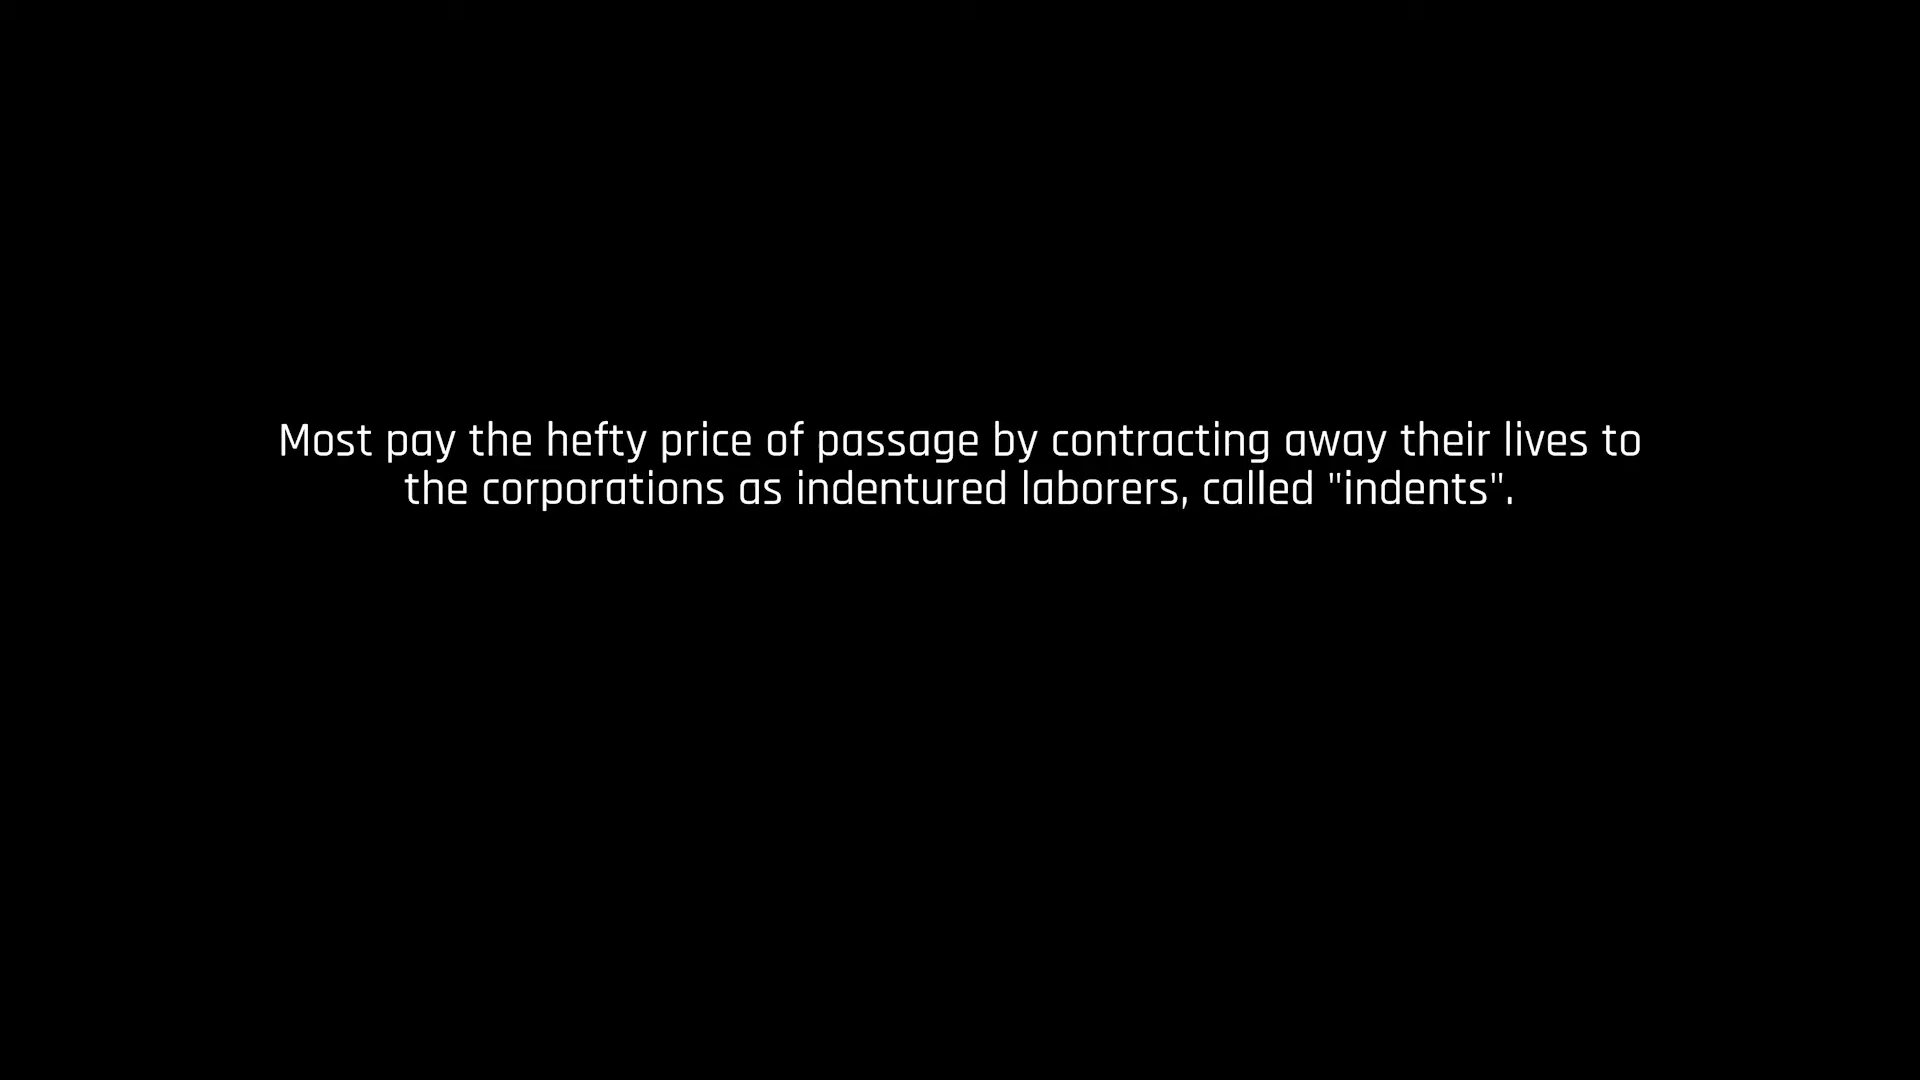 Most pay the hefty price of passage by contracting away their lives to
the corporations as indentured laborers, called "indents".